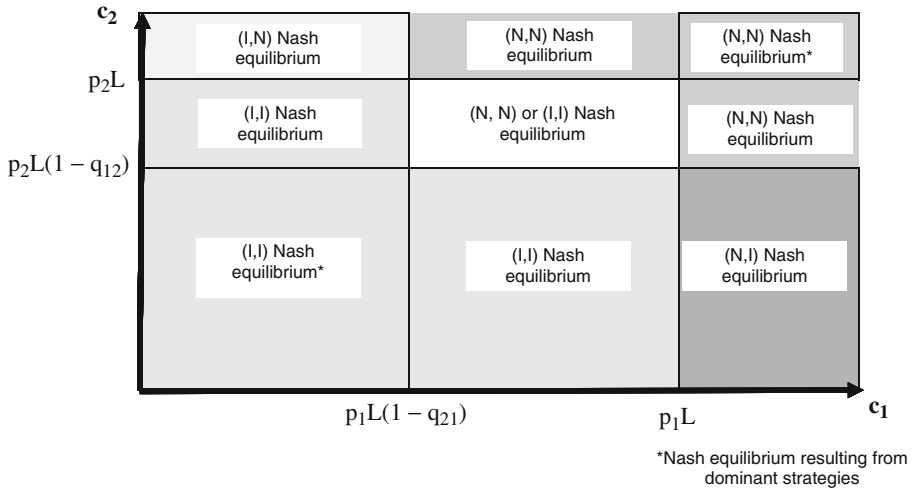 c₂
(I,N) Nash
equilibrium
(N,N) Nash
equilibrium
(N,N) Nash
equilibrium*
p₂L
(I,I) Nash
equilibrium
(N, N) or (I,I) Nash
equilibrium
(N,N) Nash
equilibrium
p₂L(1 − q₁₂)
(I,I) Nash
equilibrium*
(I,I) Nash
equilibrium
(N,I) Nash
equilibrium
p₁L(1 − q₂₁)
p₁L
c₁
*Nash equilibrium resulting from
dominant strategies